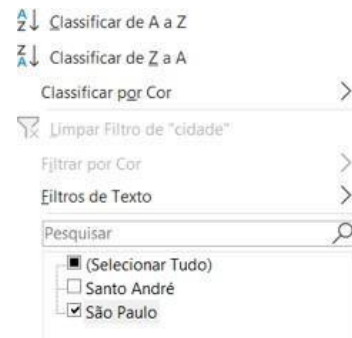 Classificar de A a Z
Classificar de Z a A
Classificar por Cor
Limpar Filtro de "cidade"
Filtrar por Cor
Filtros de Texto
Pesquisar
(Selecionar Tudo)
Santo André
São Paulo